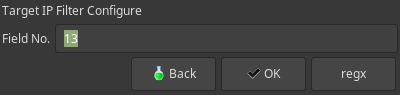 Target IP Filter Configure
Field No. 13
Back OK regx